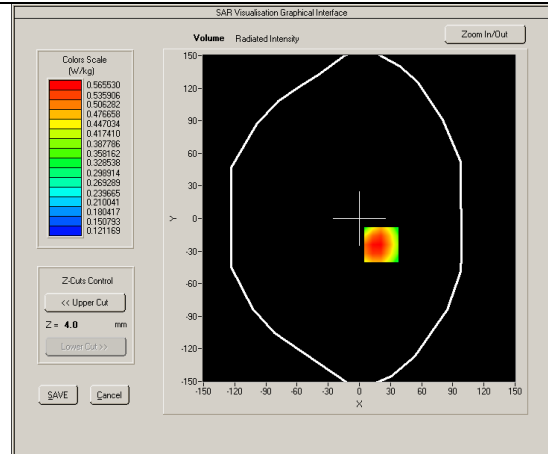 SAR Visualisation Graphical Interface
Volume Radiated Intensity
Zoom In/Out
Colors Scale
(W/kg)
0.565530
0.535906
0.506282
0.476658
0.447034
0.417410
0.387786
0.358162
0.328538
0.298914
0.269289
0.239665
0.210041
0.180417
0.150793
0.121169
Z-Cuts Control
<< Upper Cut
Z = 4.0 mm
Lower Cut >>
SAVE Cancel
150
120
90
60
30
0
-30
-60
-90
-120
-150
Y
-150 -120 -90 -60 -30 0 30 60 90 120 150
X